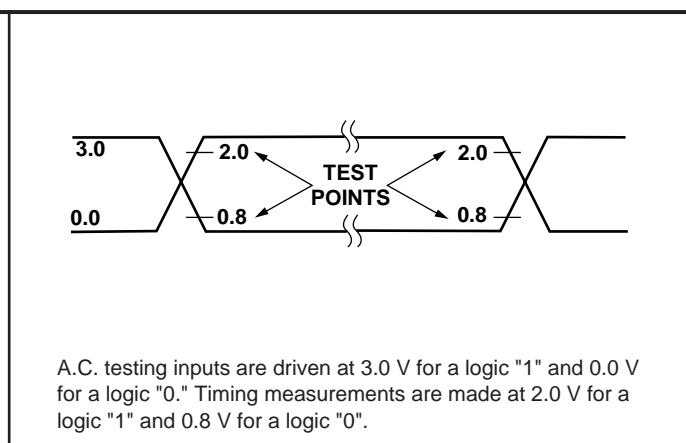 3.0
2.0
TEST
POINTS
2.0
0.0
0.8
0.8
A.C. testing inputs are driven at 3.0 V for a logic "1" and 0.0 V
for a logic "0." Timing measurements are made at 2.0 V for a
logic "1" and 0.8 V for a logic "0".